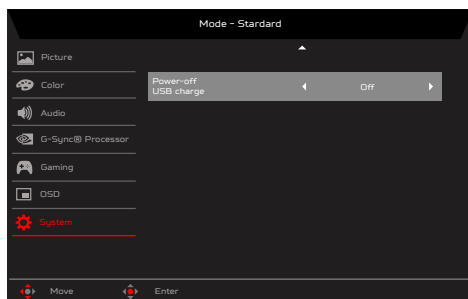 Mode - Stardard
Picture
Color
Power-off
USB charge
Off
Audio
G-Sync® Processor
Gaming
OSD
System
Move
Enter